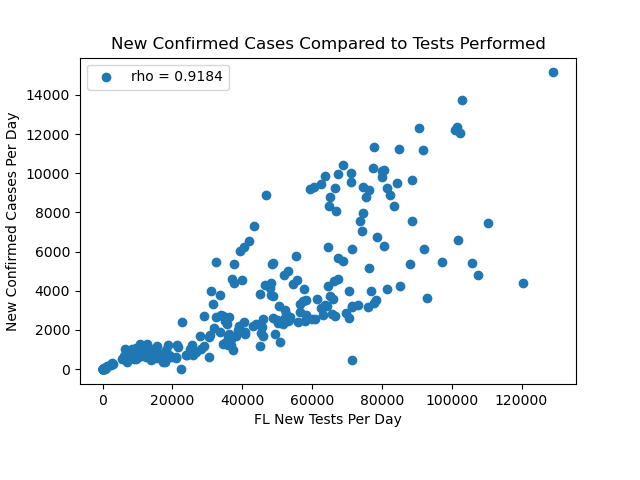 New Confirmed Cases Compared to Tests Performed
rho = 0.9184
New Confirmed Caeses Per Day
14000
12000
10000
8000
6000
4000
2000
0
0 20000 40000 60000 80000 100000 120000
FL New Tests Per Day